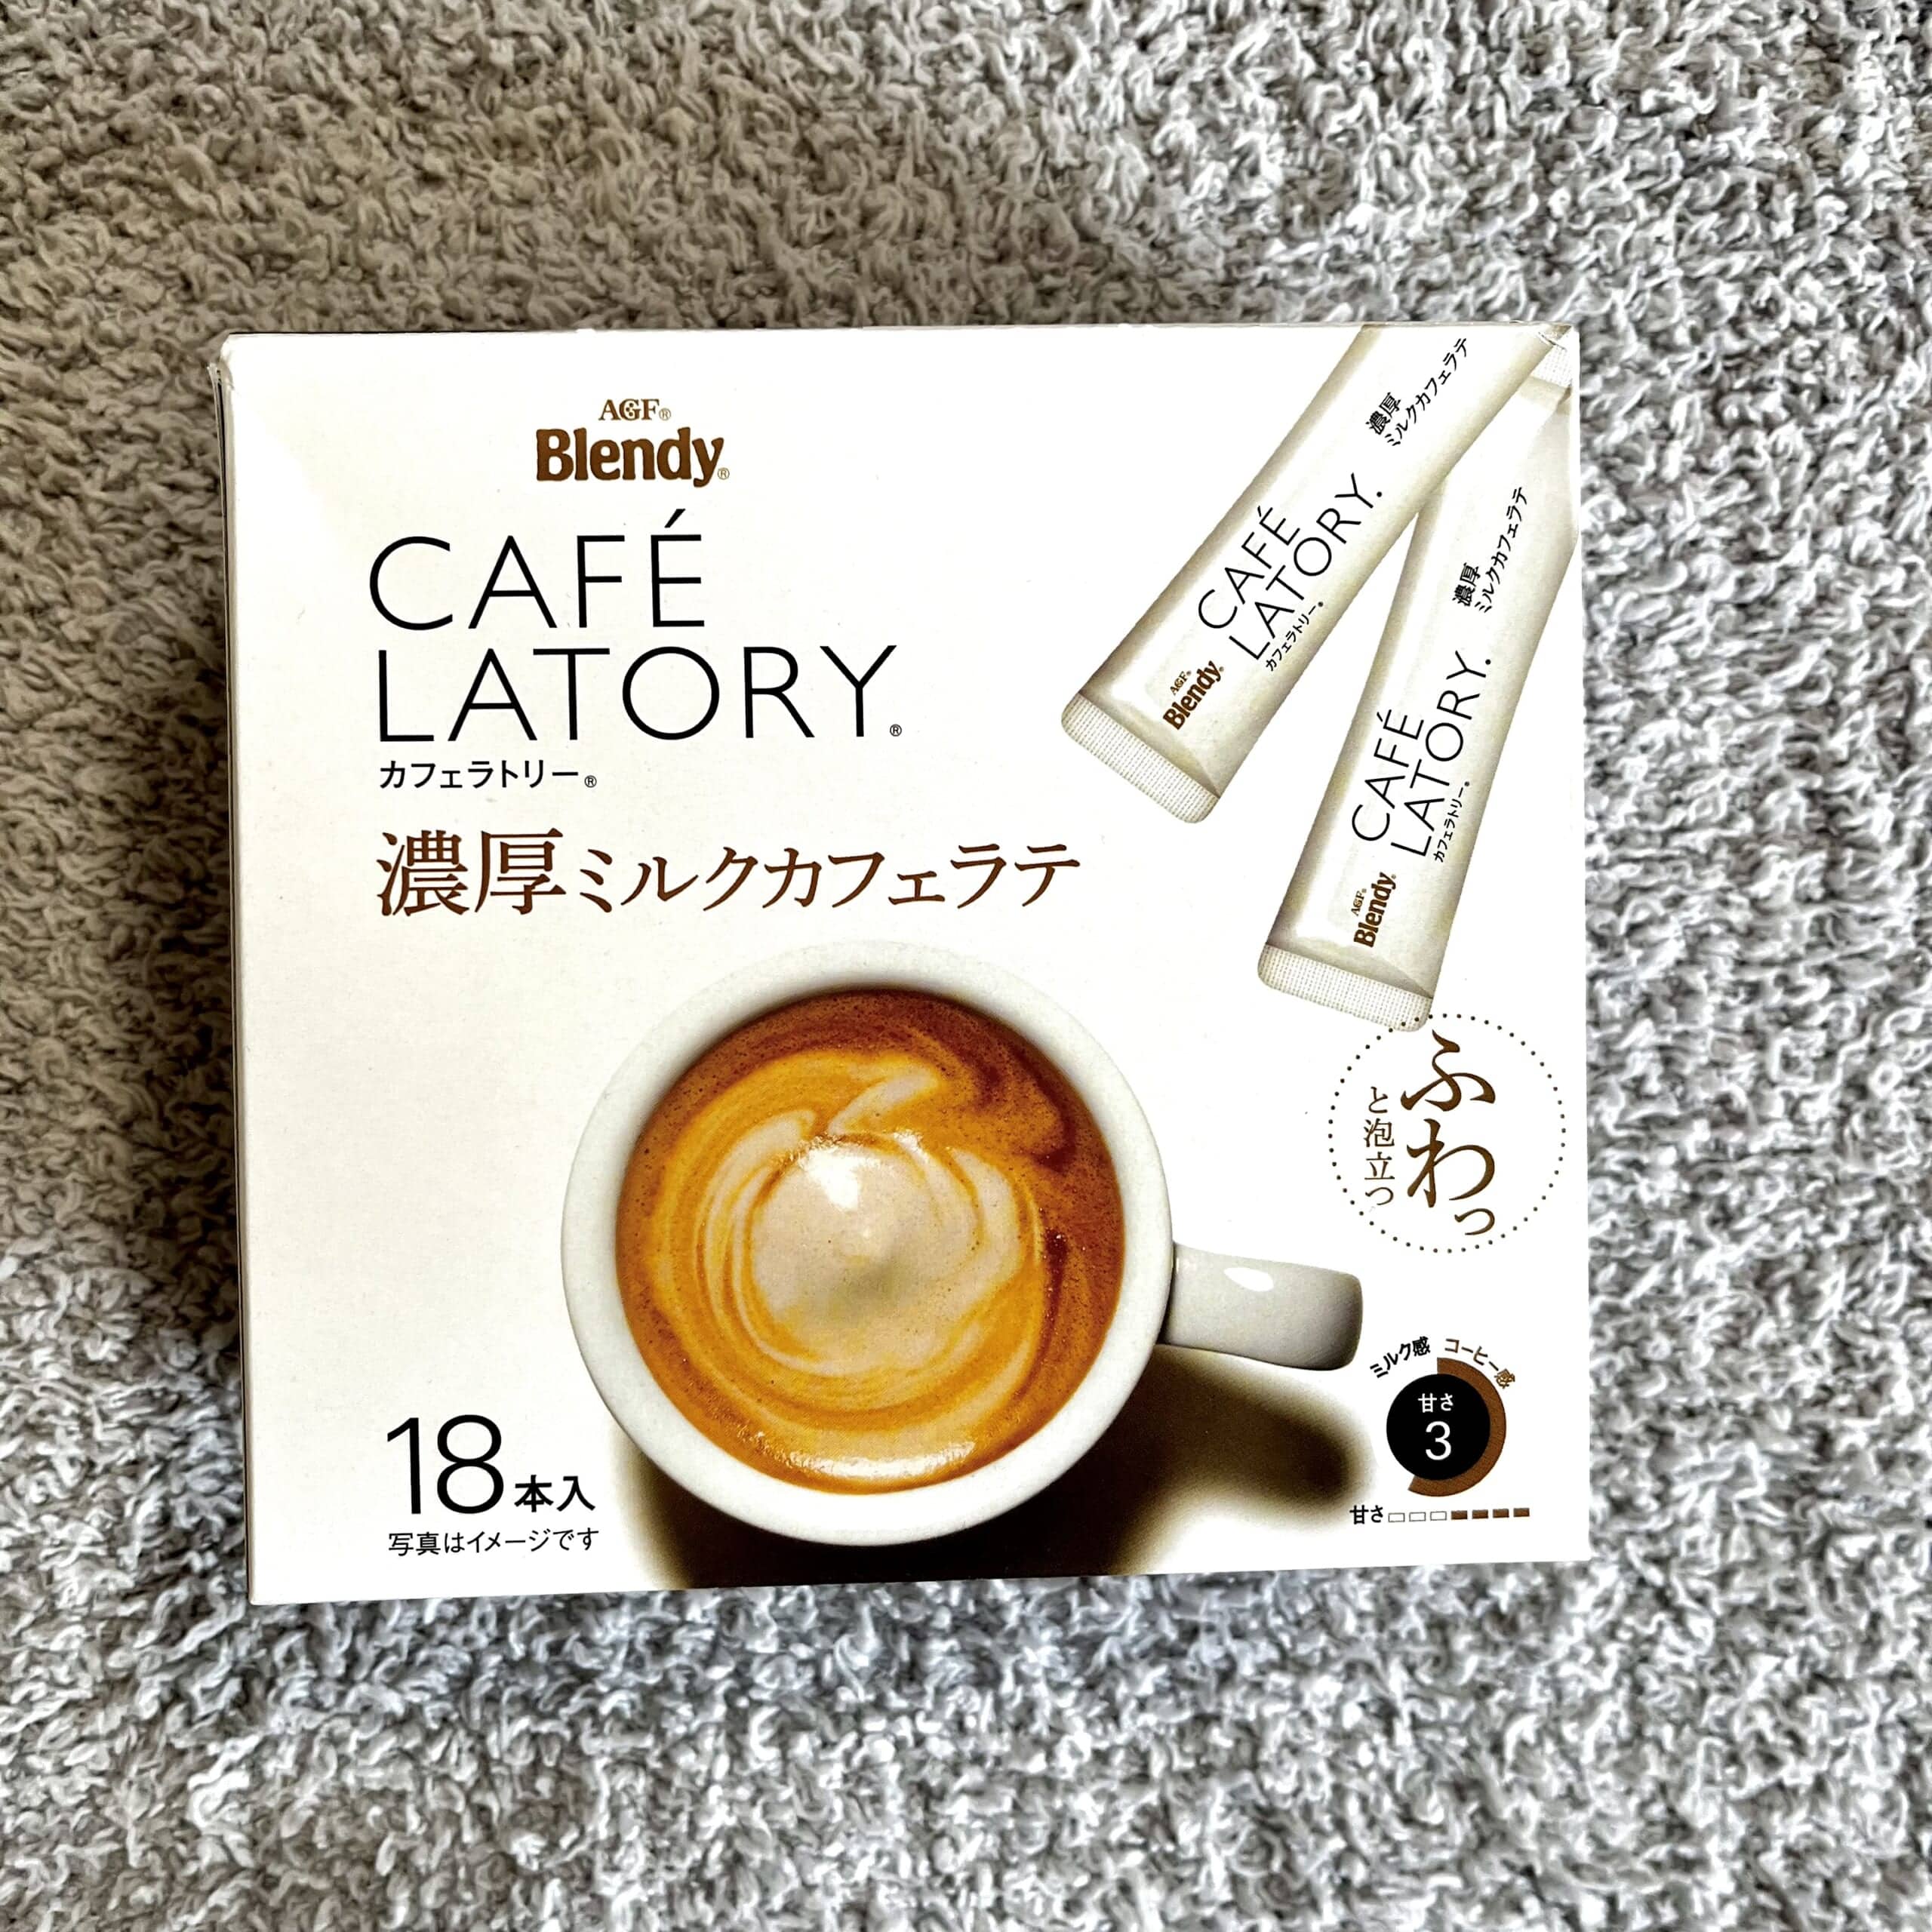 AGF®
Blendy®
CAFÉ
LATORY®
カフェラトリー®
濃厚ミルクカフェラテ
濃厚
ミルクカフェラテ
CAFÉ
LATORY.
カフェラトリー®
AGF®
Blendy®
濃厚
ミルクカフェラテ
CAFÉ
LATORY.
カフェラトリー®
AGF®
Blendy®
ふわっ
と泡立つ
ミルク感 コーヒー感
甘さ
3
甘さ
18本入
写真はイメージです